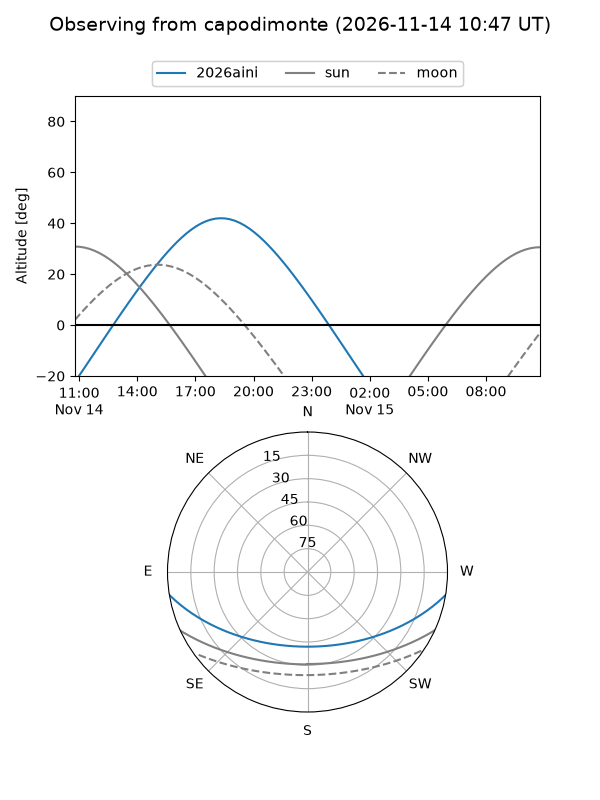 Observing from capodimonte (2026-11-14 10:47 UT)
2026aini sun moon
Altitude [deg]
80
60
40
20
0
−20
11:00 14:00 17:00 20:00 23:00 02:00 05:00 08:00
Nov 14 Nov 15
N
NE NW
15
30
45
60
75
E W
SE SW
S